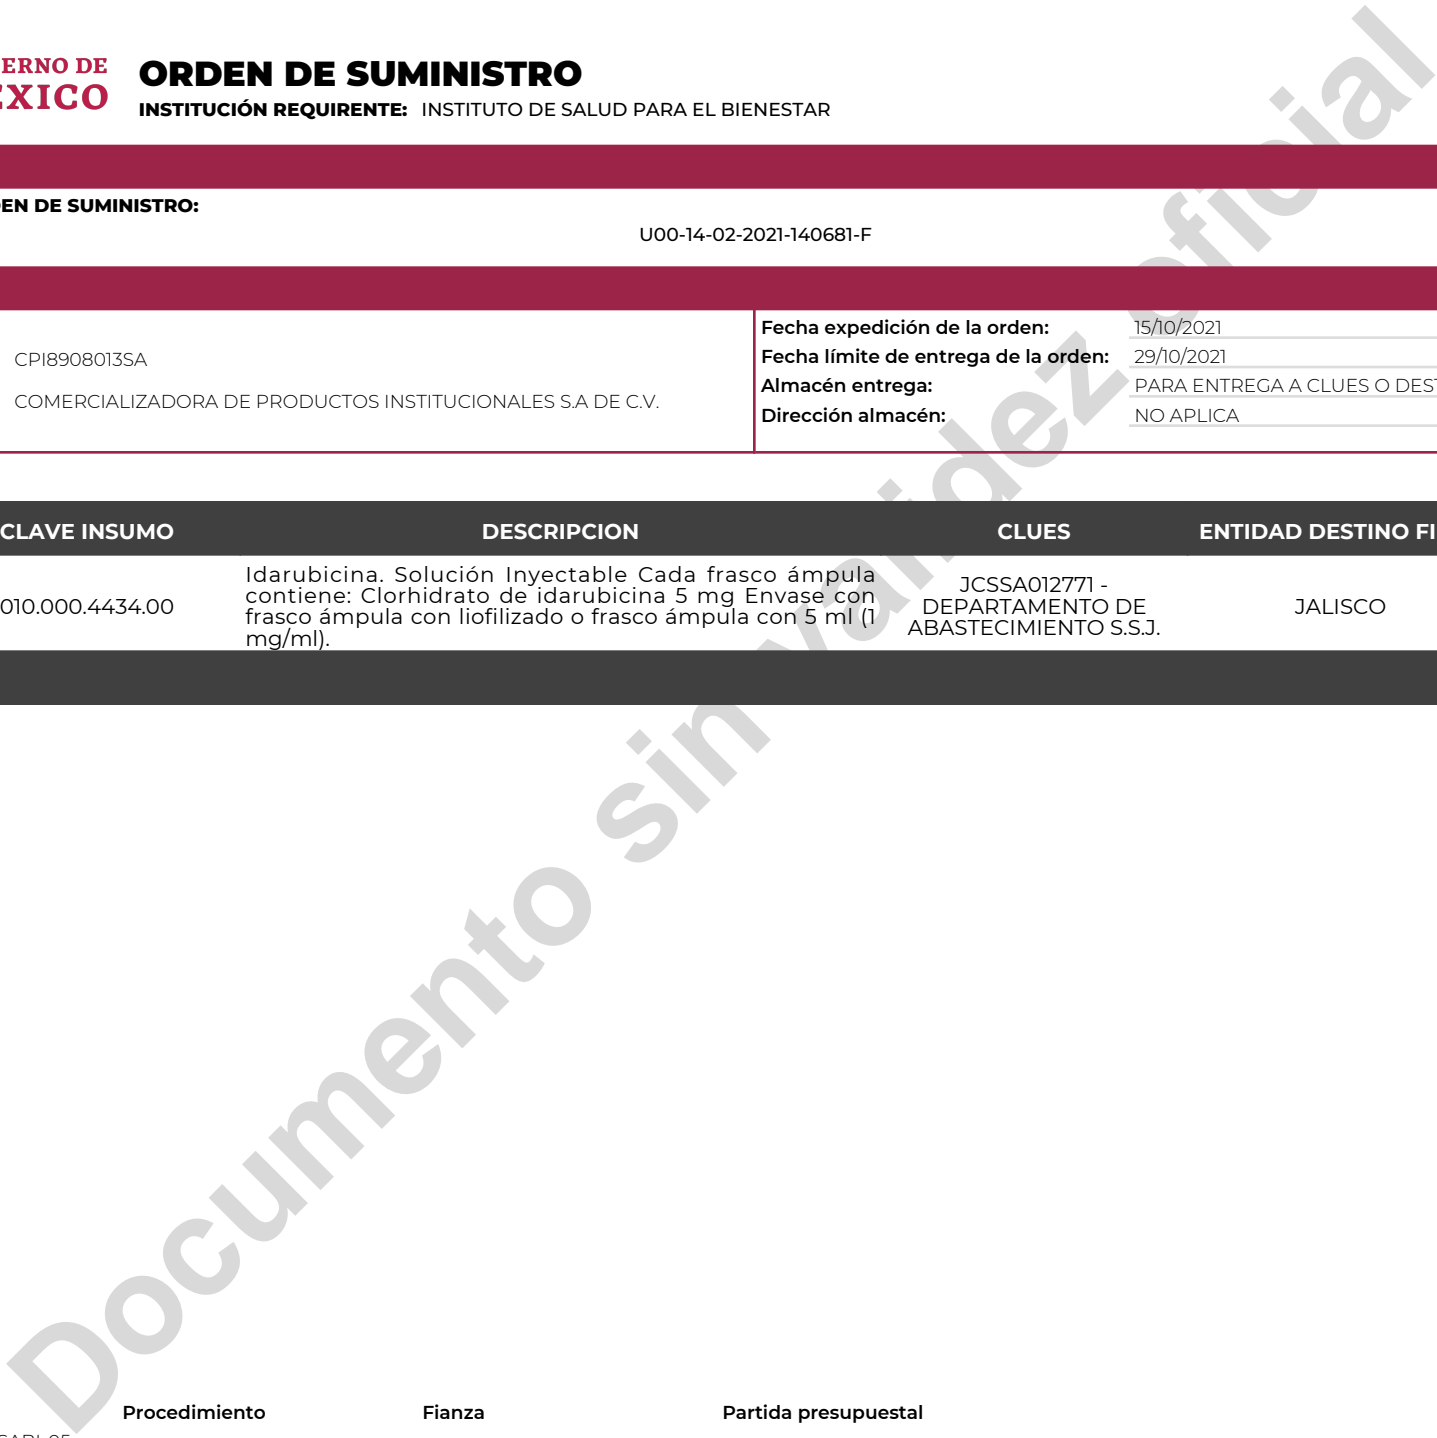 ERNO DE
ORDEN DE SUMINISTRO
EXICO
INSTITUCIÓN REQUIRENTE: INSTITUTO DE SALUD PARA EL BIENESTAR
EN DE SUMINISTRO:
U00-14-02-2021-140681-F
CPI8908013SA
COMERCIALIZADORA DE PRODUCTOS INSTITUCIONALES S.A DE C.V.
Fecha expedición de la orden: 15/10/2021
Fecha límite de entrega de la orden: 29/10/2021
Almacén entrega: PARA ENTREGA A CLUES O DEST
Dirección almacén: NO APLICA
CLAVE INSUMO DESCRIPCION CLUES ENTIDAD DESTINO FI
010.000.4434.00
Idarubicina. Solución Inyectable Cada frasco ámpula
contiene: Clorhidrato de idarubicina 5 mg Envase con
frasco ámpula con liofilizado o frasco ámpula con 5 ml (1
mg/ml).
JCSSA012771 -
DEPARTAMENTO DE
ABASTECIMIENTO S.S.J.
JALISCO
Documento sin validez oficial
Procedimiento Fianza Partida presupuestal